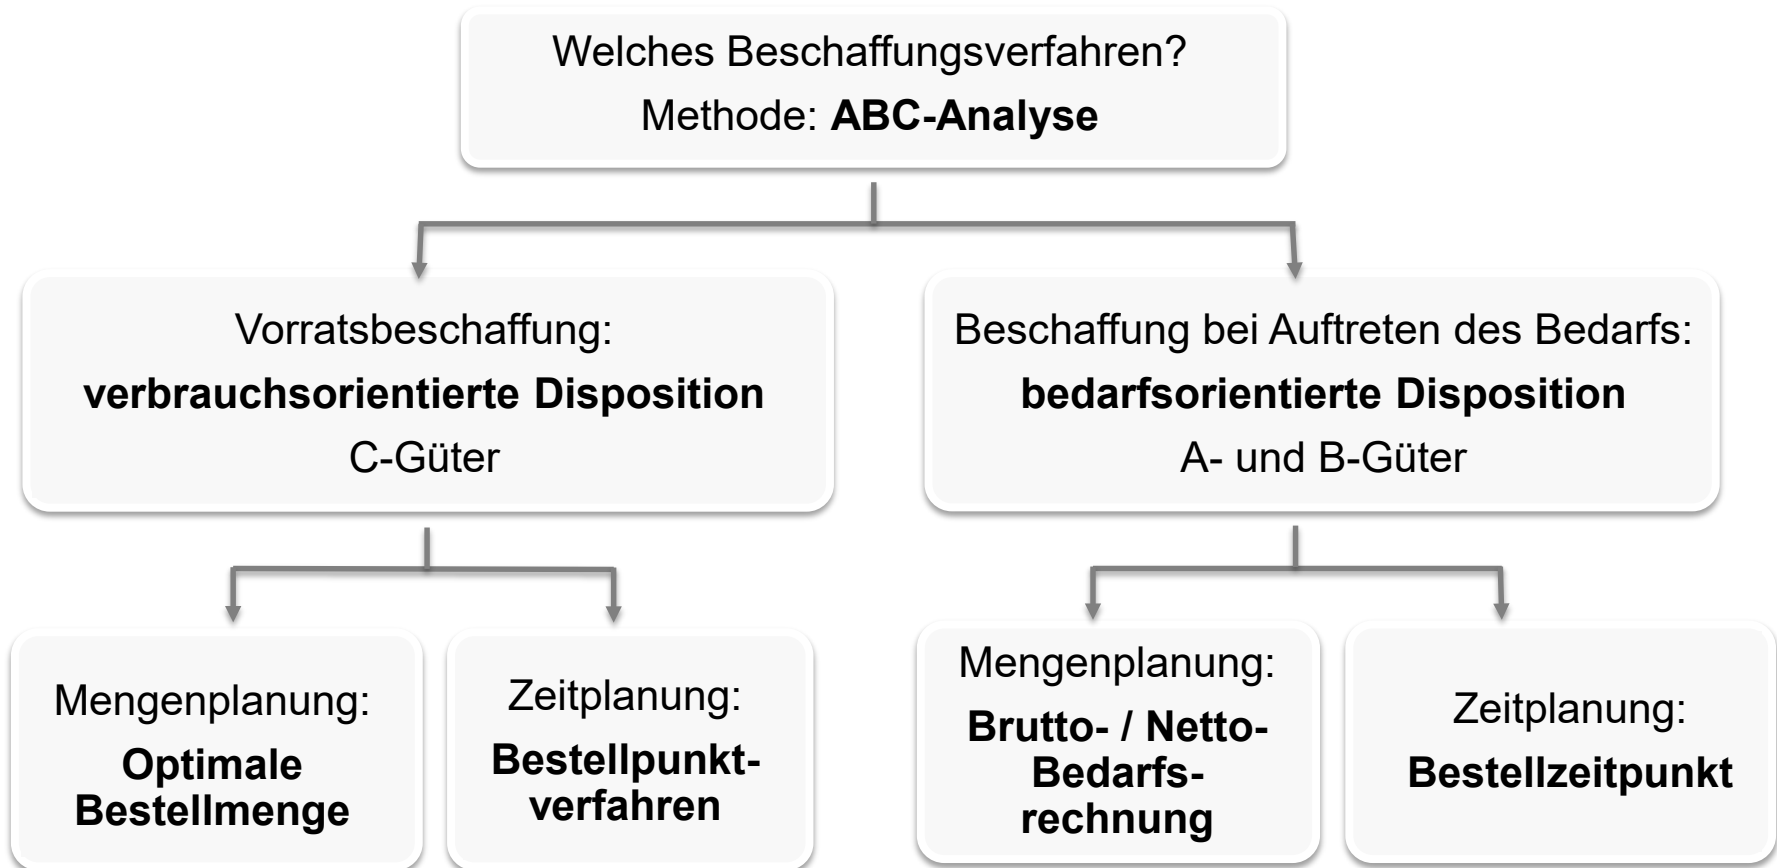 Welches Beschaffungsverfahren?
Methode: ABC-Analyse
Vorratsbeschaffung:
verbrauchsorientierte Disposition
C-Güter
Beschaffung bei Auftreten des Bedarfs:
bedarfsorientierte Disposition
A- und B-Güter
Mengenplanung:
Optimale
Bestellmenge
Zeitplanung:
Bestellpunkt-
verfahren
Mengenplanung:
Brutto- / Netto-
Bedarfs-
rechnung
Zeitplanung:
Bestellzeitpunkt